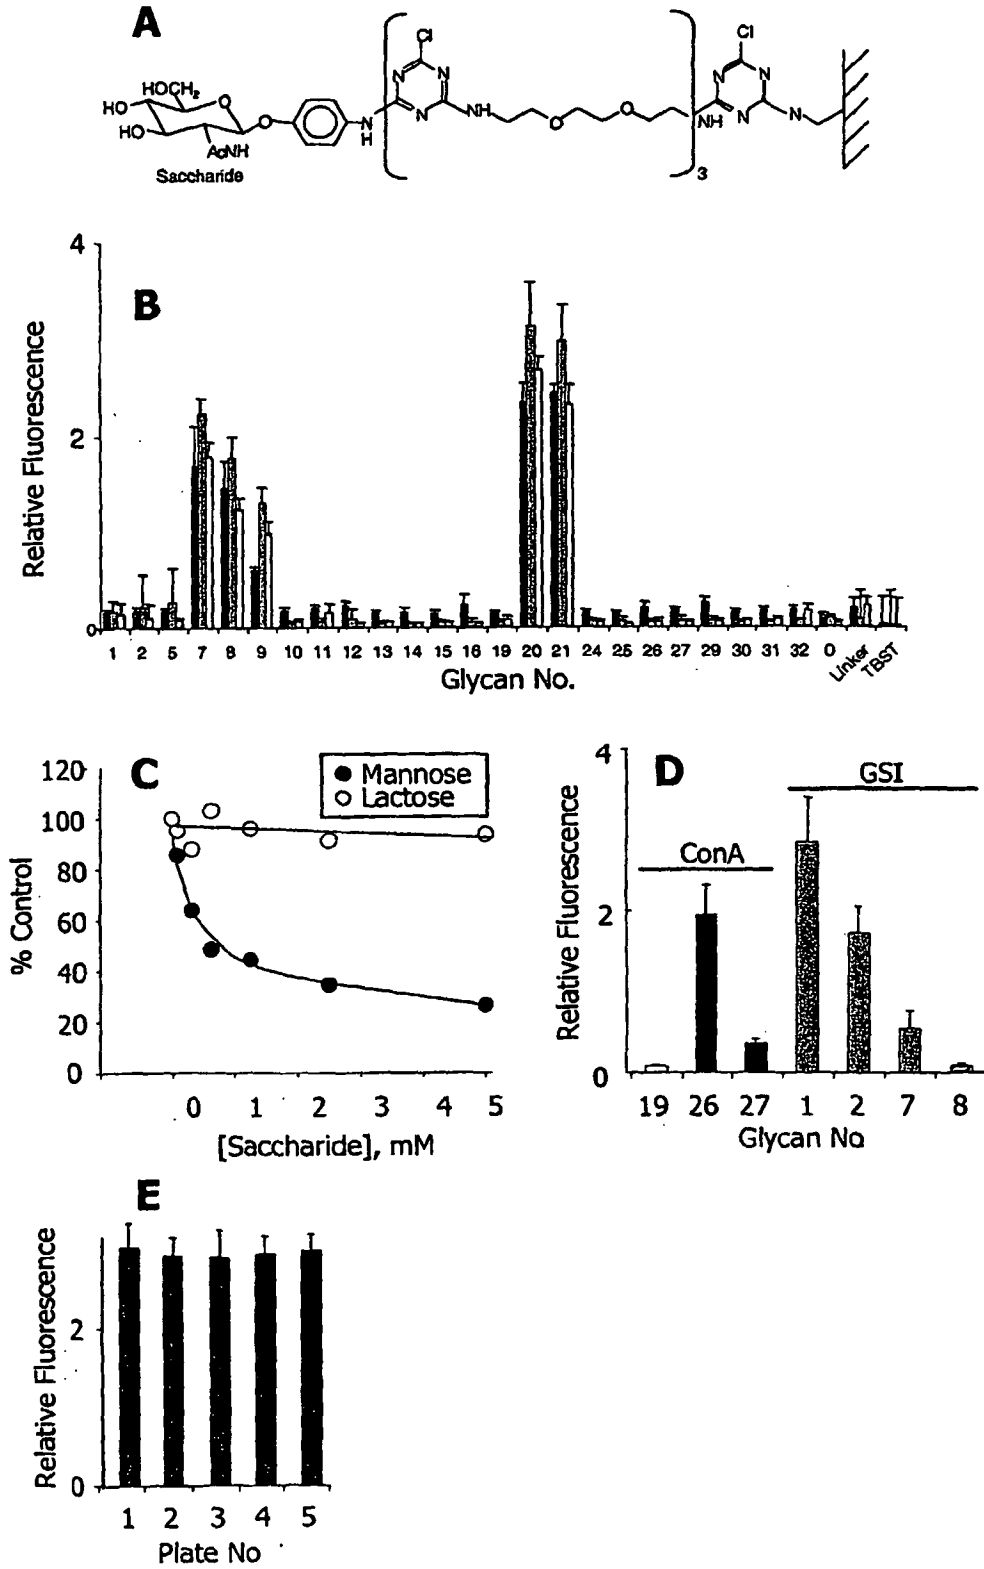 A
Cl
Cl
HOCH2
HO
HO
O
O
AcNH
Saccharide
N
H
N
N
N
NH
O
O
3
NH
N
N
N
N
B
Relative Fluorescence
4
2
0
1 2 5 7 8 9 10 11 12 13 14 15 16 19 20 21 24 25 26 27 29 30 31 32 0 Linker TBST
Glycan No.
C
Mannose
Lactose
% Control
120
100
80
60
40
20
0
0 1 2 3 4 5
[Saccharide], mM
D
GSI
ConA
Relative Fluorescence
4
2
0
19 26 27 1 2 7 8
Glycan No
E
Relative Fluorescence
2
0
1 2 3 4 5
Plate No